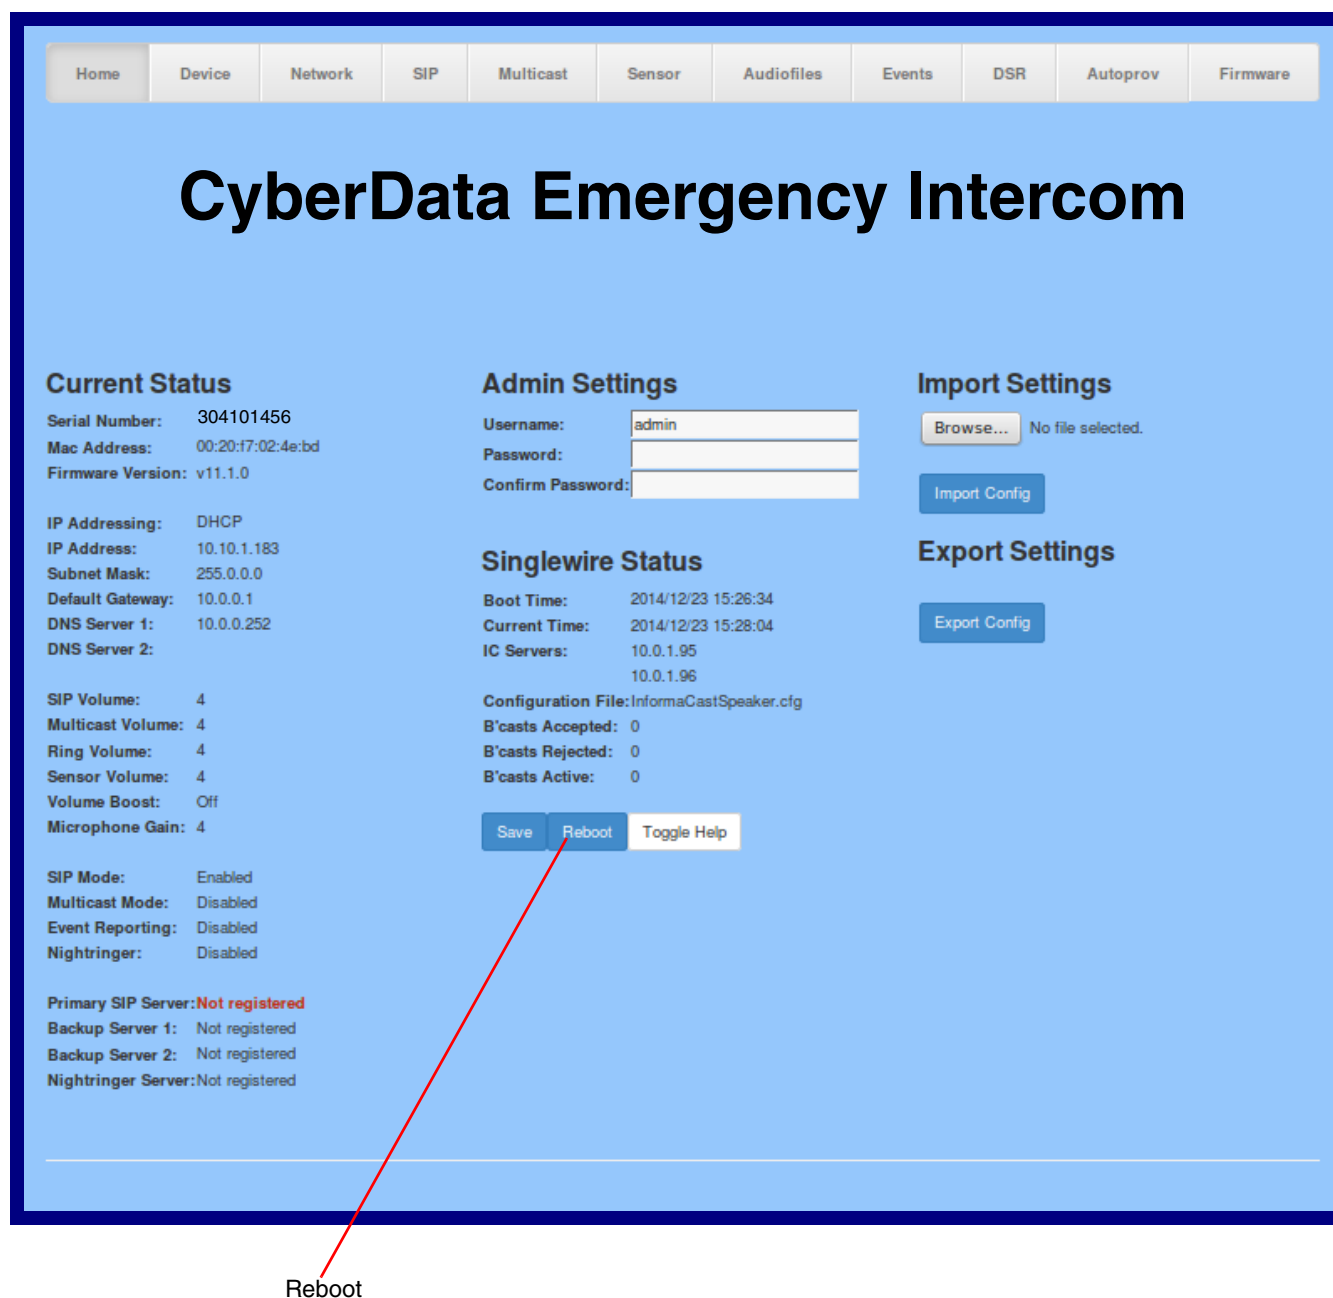 Home Device Network SIP Multicast Sensor Audiofiles Events DSR Autoprov Firmware
CyberData Emergency Intercom
Current Status
Serial Number: 304101456
Mac Address: 00:20:f7:02:4e:bd
Firmware Version: v11.1.0
IP Addressing: DHCP
IP Address: 10.10.1.183
Subnet Mask: 255.0.0.0
Default Gateway: 10.0.0.1
DNS Server 1: 10.0.0.252
DNS Server 2:
SIP Volume: 4
Multicast Volume: 4
Ring Volume: 4
Sensor Volume: 4
Volume Boost: Off
Microphone Gain: 4
SIP Mode: Enabled
Multicast Mode: Disabled
Event Reporting: Disabled
Nightringer: Disabled
Primary SIP Server: Not registered
Backup Server 1: Not registered
Backup Server 2: Not registered
Nightringer Server: Not registered
Admin Settings
Username: admin
Password:
Confirm Password:
Singlewire Status
Boot Time: 2014/12/23 15:26:34
Current Time: 2014/12/23 15:28:04
IC Servers: 10.0.1.95
10.0.1.96
Configuration File: InformaCastSpeaker.cfg
B'casts Accepted: 0
B'casts Rejected: 0
B'casts Active: 0
Save Reboot Toggle Help
Import Settings
Browse... No file selected.
Import Config
Export Settings
Export Config
Reboot